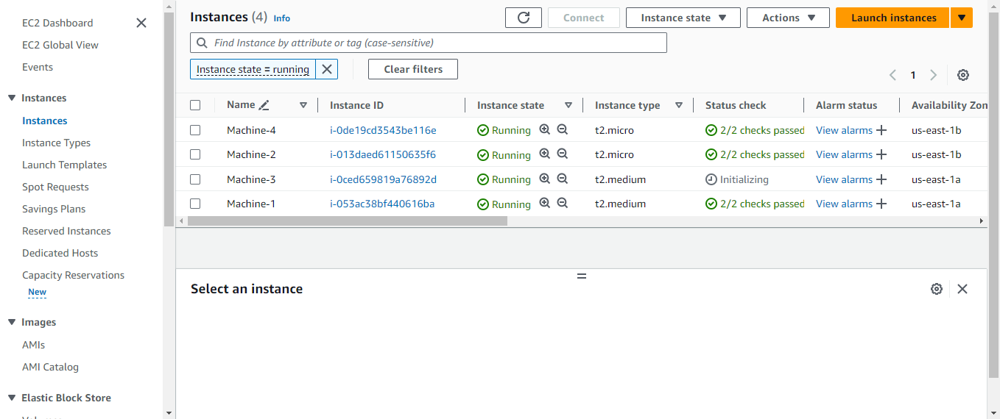 EC2 Dashboard
EC2 Global View
Events
Instances
Instances
Instance Types
Launch Templates
Spot Requests
Savings Plans
Reserved Instances
Dedicated Hosts
Capacity Reservations
New
Images
AMIs
AMI Catalog
Elastic Block Store
Instances (4) Info
Connect
Instance state
Actions
Launch instances
Find Instance by attribute or tag (case-sensitive)
Instance state = running
Clear filters
1
Name Instance ID Instance state Instance type Status check Alarm status Availability Zon
Machine-4 i-0de19cd3543be116e Running t2.micro 2/2 checks passed View alarms us-east-1b
Machine-2 i-013daed61150635f6 Running t2.micro 2/2 checks passed View alarms us-east-1b
Machine-3 i-0ced659819a76892d Running t2.medium Initializing View alarms us-east-1a
Machine-1 i-053ac38bf440616ba Running t2.medium 2/2 checks passed View alarms us-east-1a
Select an instance